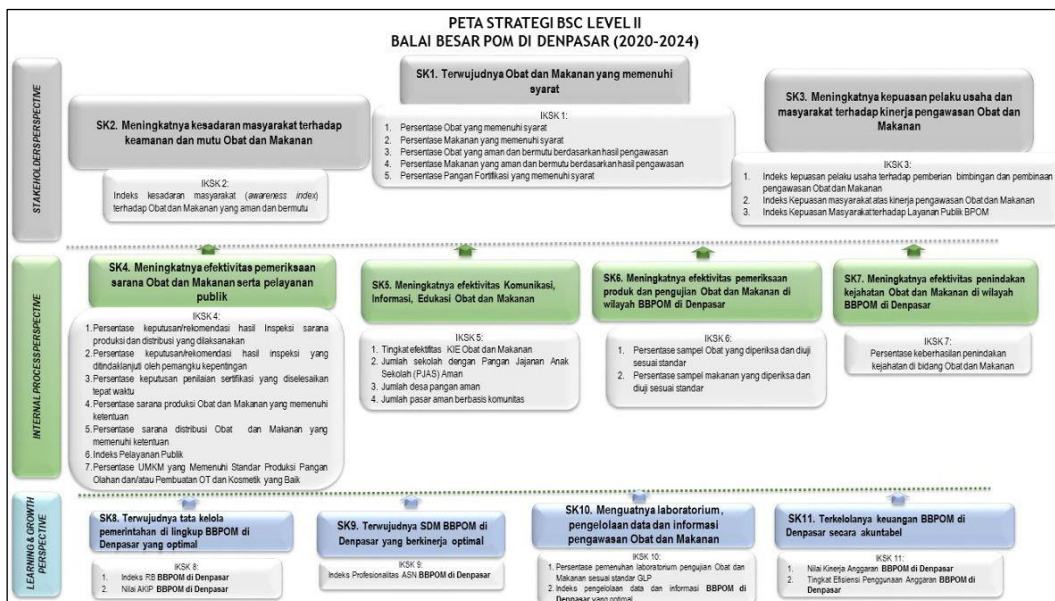 PETA STRATEGI BSC LEVEL II
BALAI BESAR POM DI DENPASAR (2020-2024)
STAKEHOLDERS PERSPECTIVE
SK2. Meningkatnya kesadaran masyarakat terhadap
keamanan dan mutu Obat dan Makanan
IKSK 2:
Indeks kesadaran masyarakat (awareness index)
terhadap Obat dan Makanan yang aman dan bermutu
SK1. Terwujudnya Obat dan Makanan yang memenuhi
syarat
IKSK 1:
1. Persentase Obat yang memenuhi syarat
2. Persentase Makanan yang memenuhi syarat
3. Persentase Obat yang aman dan bermutu berdasarkan hasil pengawasan
4. Persentase Makanan yang aman dan bermutu berdasarkan hasil pengawasan
5. Persentase Pangan Fortifikasi yang memenuhi syarat
SK3. Meningkatnya kepuasan pelaku usaha dan
masyarakat terhadap kinerja pengawasan Obat
dan Makanan
IKSK 3:
1. Indeks kepuasan pelaku usaha terhadap pemberian bimbingan dan pembinaan
pengawasan Obat dan Makanan
2. Indeks Kepuasan masyarakat atas kinerja pengawasan Obat dan Makanan
3. Indeks Kepuasan Masyarakat terhadap Layanan Publik BPOM
INTERNAL PROCESS PERSPECTIVE
SK4. Meningkatnya efektivitas pemeriksaan
sarana Obat dan Makanan serta pelayanan
publik
IKSK 4:
1. Persentase keputusan/rekomendasi hasil Inspeksi sarana
produksi dan distribusi yang dilaksanakan
2. Persentase keputusan/rekomendasi hasil inspeksi yang
ditindaklanjuti oleh pemangku kepentingan
3. Persentase keputusan penilaian sertifikasi yang diselesaikan
tepat waktu
4. Persentase sarana produksi Obat dan Makanan yang memenuhi
ketentuan
5. Persentase sarana distribusi Obat dan Makanan yang
memenuhi ketentuan
6. Indeks Pelayanan Publik
7. Persentase UMKM yang Memenuhi Standar Produksi Pangan
Olahan dan/atau Pembuatan OT dan Kosmetik yang Baik
SK5. Meningkatnya efektivitas Komunikasi,
Informasi, Edukasi Obat dan Makanan
IKSK 5:
1. Tingkat efektifitas KIE Obat dan Makanan
2. Jumlah sekolah dengan Pangan Jajanan Anak
Sekolah (PJAS) Aman
3. Jumlah desa pangan aman
4. Jumlah pasar aman berbasis komunitas
SK6. Meningkatnya efektivitas pemeriksaan
produk dan pengujian Obat dan Makanan di
wilayah BBPOM di Denpasar
IKSK 6:
1. Persentase sampel Obat yang diperiksa dan diuji
sesuai standar
2. Persentase sampel makanan yang diperiksa dan
diuji sesuai standar
SK7. Meningkatnya efektivitas penindakan
kejahatan Obat dan Makanan di wilayah
BBPOM di Denpasar
IKSK 7:
Persentase keberhasilan penindakan
kejahatan di bidang Obat dan Makanan
LEARNING & GROWTH
PERSPECTIVE
SK8. Terwujudnya tata kelola
pemerintahan di lingkup BBPOM di
Denpasar yang optimal
IKSK 8:
1. Indeks RB BBPOM di Denpasar
2. Nilai AKIP BBPOM di Denpasar
SK9. Terwujudnya SDM BBPOM di
Denpasar yang berkinerja optimal
IKSK 9:
Indeks Profesionalitas ASN BBPOM di Denpasar
SK10. Menguatnya laboratorium,
pengelolaan data dan informasi
pengawasan Obat dan Makanan
IKSK 10:
1. Persentase pemenuhan laboratorium pengujian Obat dan
Makanan sesuai standar GLP
2. Indeks pengelolaan data dan informasi BBPOM di
Denpasar yang optimal
SK11. Terkelolanya keuangan BBPOM di
Denpasar secara akuntabel
IKSK 11:
1. Nilai Kinerja Anggaran BBPOM di Denpasar
2. Tingkat Efisiensi Penggunaan Anggaran BBPOM di
Denpasar